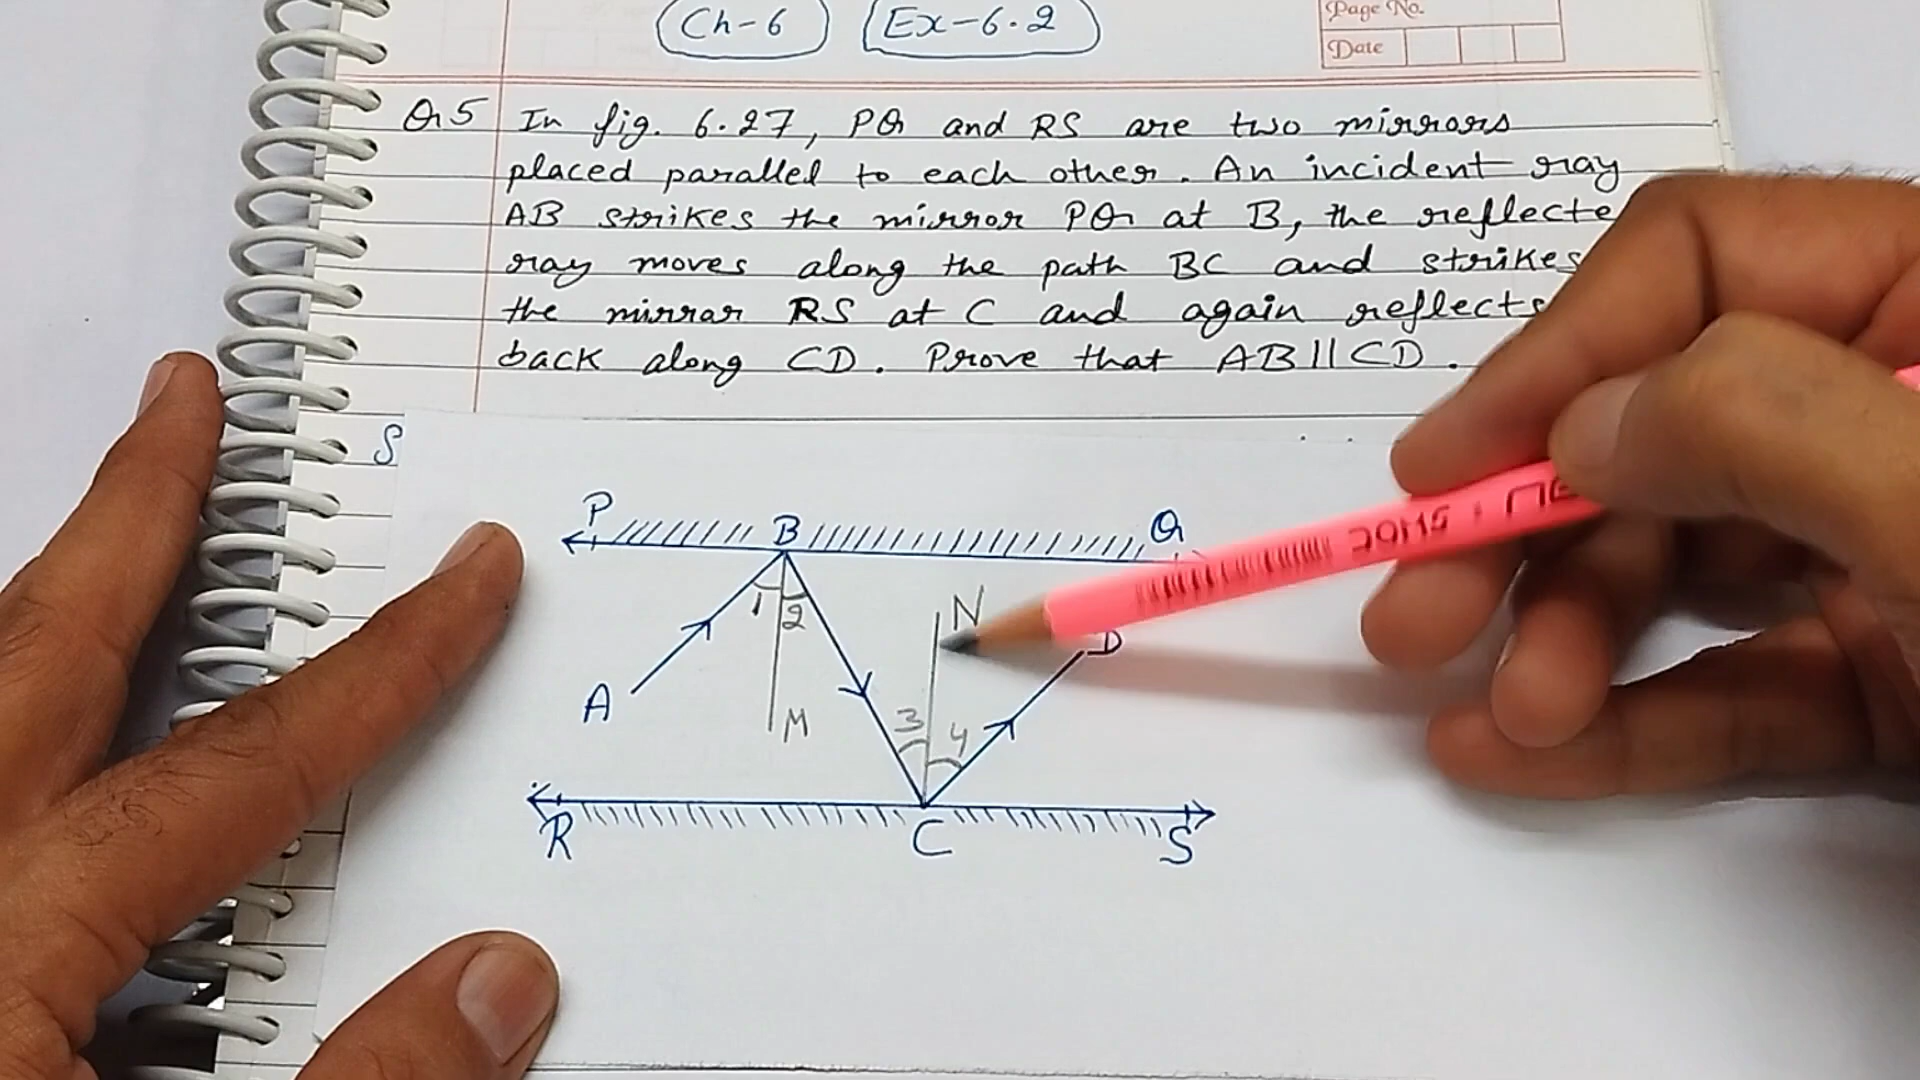 Ch-6 Ex-6.2
Page No.
Date
Q5 In fig. 6.27, PQ and RS are two mirrors
placed parallel to each other. An incident ray
AB strikes the mirror PQ at B, the reflecte
ray moves along the path BC and strikes
the mirrar RS at C and again reflects
back along CD. Prove that AB || CD.
S
P B Q
1 2 N
D
A M 3 4
R C S